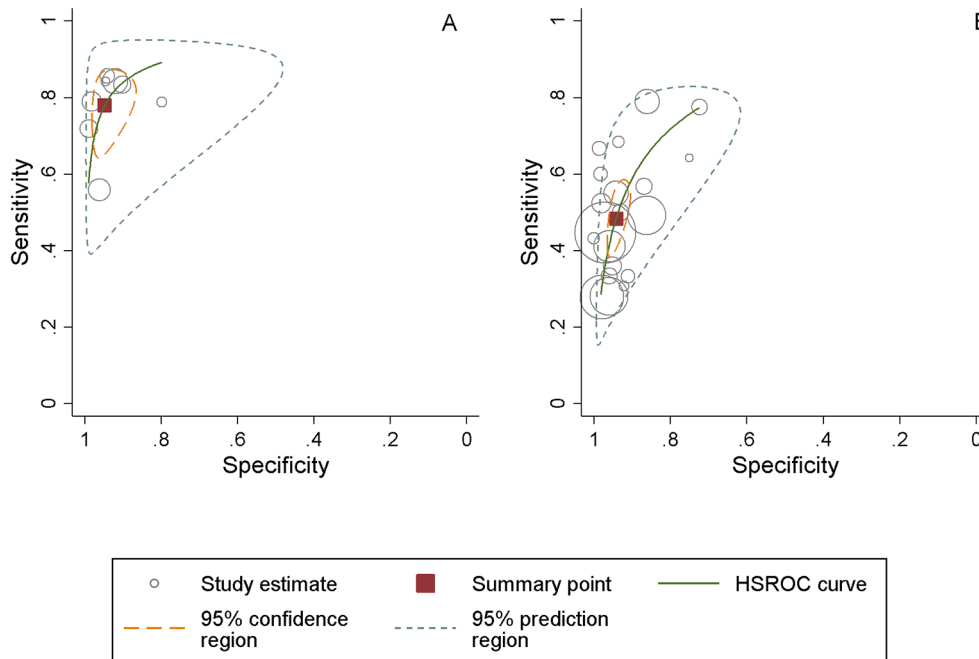 A
1
.8
.6
.4
.2
0
Sensitivity
1 .8 .6 .4 .2 0
Specificity
1
.8
.6
.4
.2
0
Sensitivity
1 .8 .6 .4 .2 0
Specificity
Study estimate Summary point HSROC curve
95% confidence 95% prediction
region region